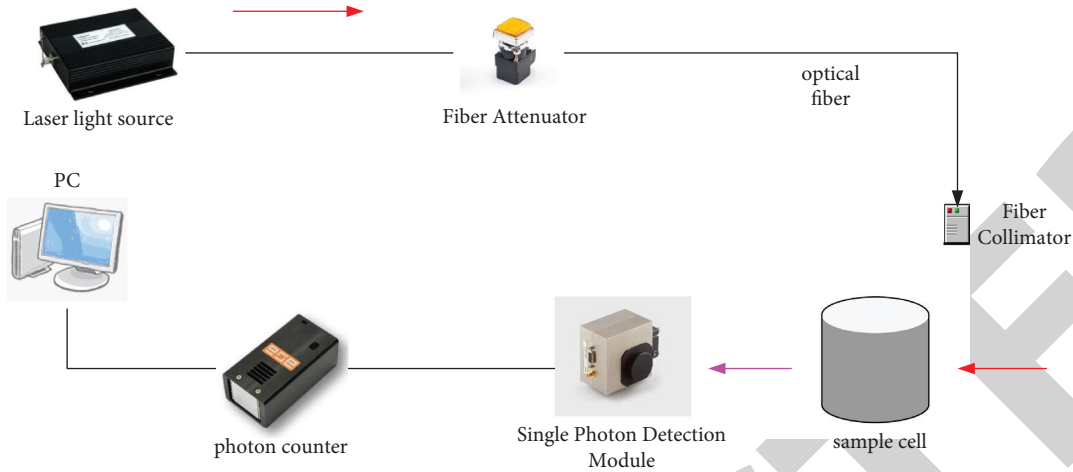 Laser light source
Fiber Attenuator
optical
fiber
PC
Fiber
Collimator
photon counter
Single Photon Detection
Module
sample cell